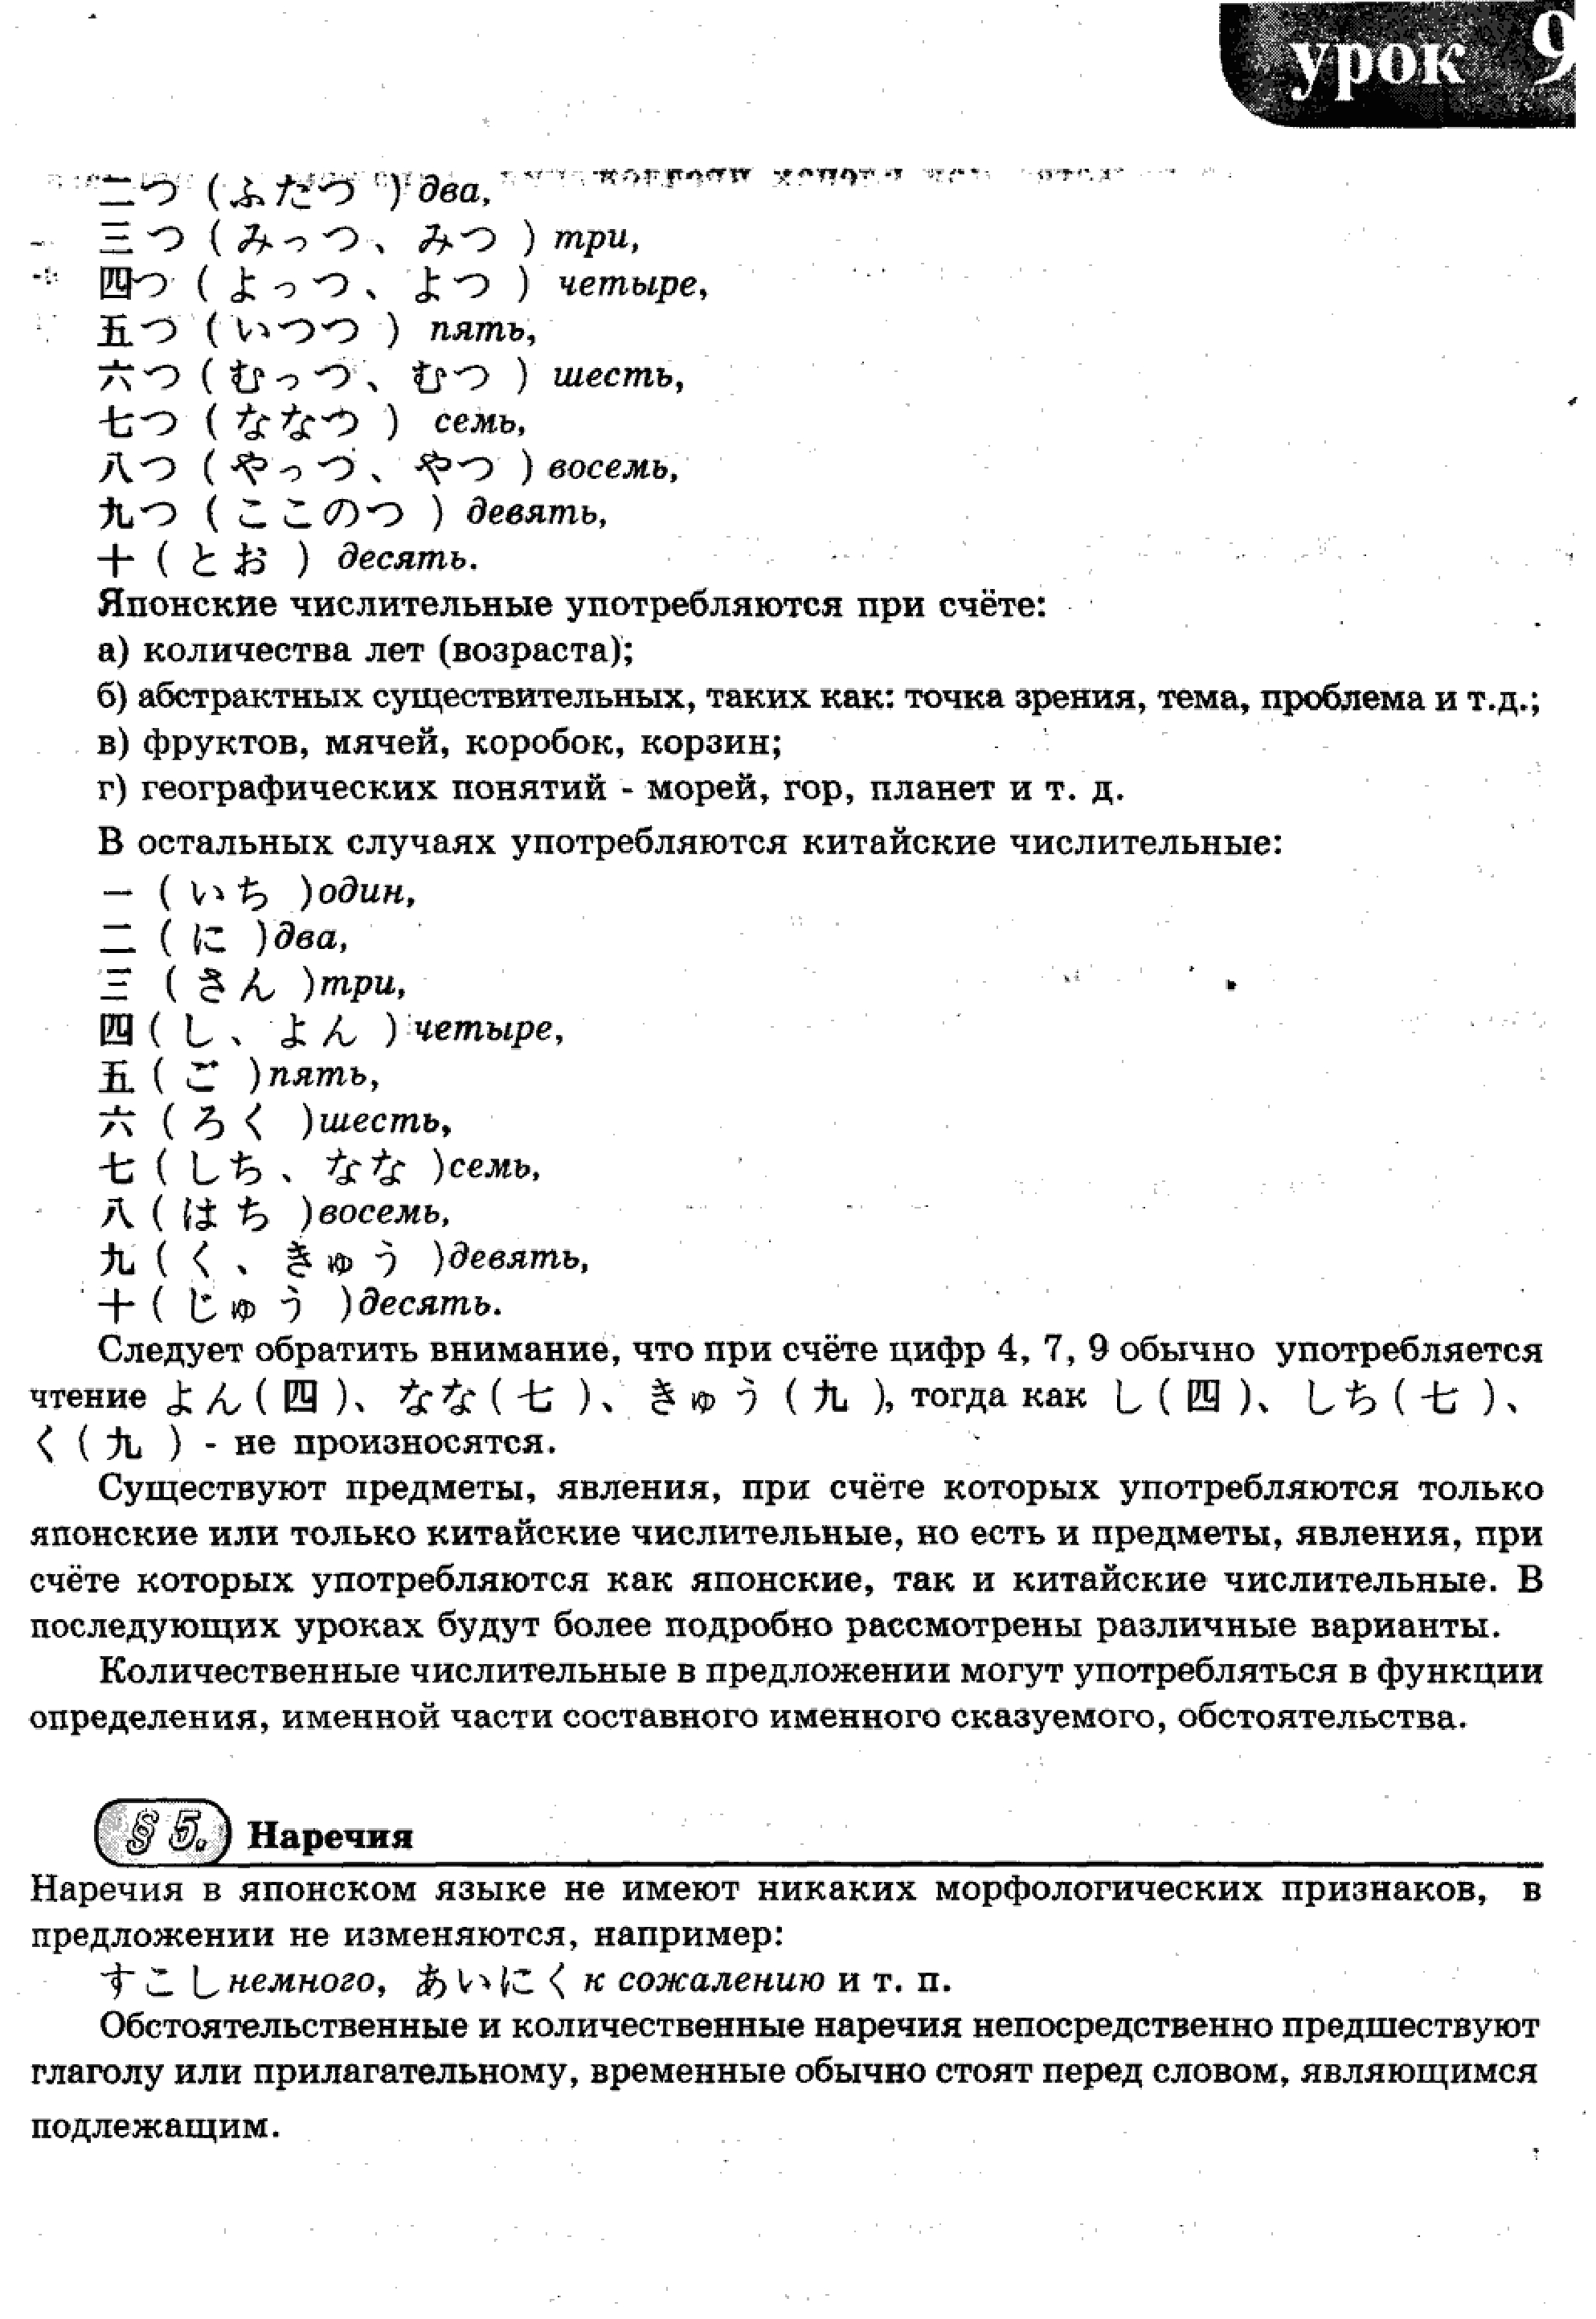 урок 9
二つ (ふたつ) два,
三つ (みっつ、みつ) три,
四つ (よっつ、よつ) четыре,
五つ (いつつ) пять,
六つ (むっつ、むつ) шесть,
七つ (ななつ) семь,
八つ (やっつ、やつ) восемь,
九つ (ここのつ) девять,
十 (とお) десять.
Японские числительные употребляются при счёте:
а) количества лет (возраста);
б) абстрактных существительных, таких как: точка зрения, тема, проблема и т.д.;
в) фруктов, мячей, коробок, корзин;
г) географических понятий - морей, гор, планет и т. д.
В остальных случаях употребляются китайские числительные:
一 (いち) один,
二 (に) два,
三 (さん) три,
四 (し、よん) четыре,
五 (ご) пять,
六 (ろく) шесть,
七 (しち、なな) семь,
八 (はち) восемь,
九 (く、きゅう) девять,
十 (じゅう) десять.
Следует обратить внимание, что при счёте цифр 4, 7, 9 обычно употребляется
чтение よん(四)、なな(七)、きゅう(九), тогда как し(四)、しち(七)、
く(九) - не произносятся.
Существуют предметы, явления, при счёте которых употребляются только
японские или только китайские числительные, но есть и предметы, явления, при
счёте которых употребляются как японские, так и китайские числительные. В
последующих уроках будут более подробно рассмотрены различные варианты.
Количественные числительные в предложении могут употребляться в функции
определения, именной части составного именного сказуемого, обстоятельства.
§ 5. Наречия
Наречия в японском языке не имеют никаких морфологических признаков, в
предложении не изменяются, например:
すこし немного, あいにく к сожалению и т. п.
Обстоятельственные и количественные наречия непосредственно предшествуют
глаголу или прилагательному, временные обычно стоят перед словом, являющимся
подлежащим.